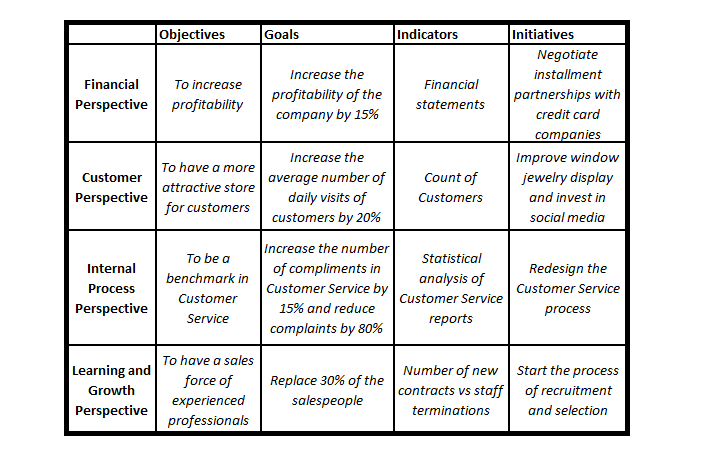 Objectives Goals Indicators Initiatives
Financial
Perspective
To increase
profitability
Increase the
profitability of the
company by 15%
Financial
statements
Negotiate
installment
partnerships with
credit card
companies
Customer
Perspective
To have a more
attractive store
for customers
Increase the
average number of
daily visits of
customers by 20%
Count of
Customers
Improve window
jewelry display
and invest in
social media
Internal
Process
Perspective
To be a
benchmark in
Customer
Service
Increase the number
of compliments in
Customer Service by
15% and reduce
complaints by 80%
Statistical
analysis of
Customer Service
reports
Redesign the
Customer Service
process
Learning and
Growth
Perspective
To have a sales
force of
experienced
professionals
Replace 30% of the
salespeople
Number of new
contracts vs staff
terminations
Start the process
of recruitment
and selection